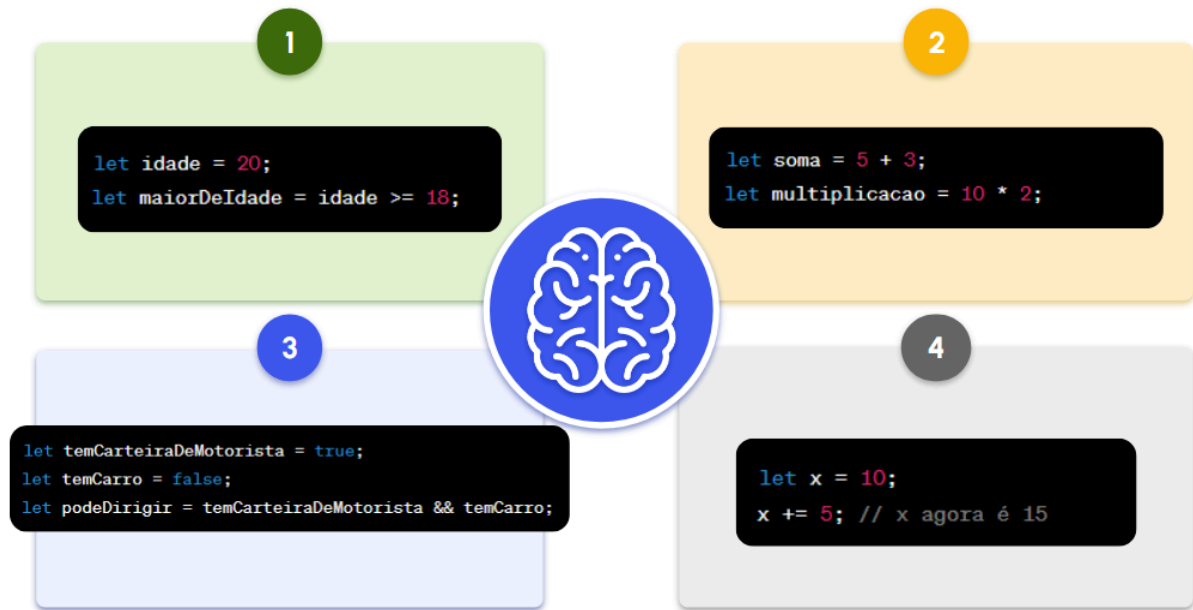 1
let idade = 20;
let maiorDeIdade = idade >= 18;
2
let soma = 5 + 3;
let multiplicacao = 10 * 2;
3
let temCarteiraDeMotorista = true;
let temCarro = false;
let podeDirigir = temCarteiraDeMotorista && temCarro;
4
let x = 10;
x += 5; // x agora é 15